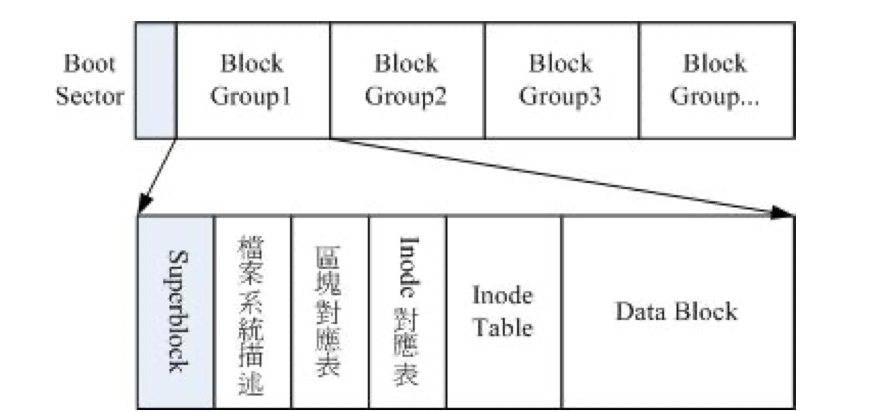 Boot
Sector
Block
Group1
Block
Group2
Block
Group3
Block
Group...
Superblock
檔案系統描述
區塊對應表
Inode 對應表
Inode
Table
Data Block